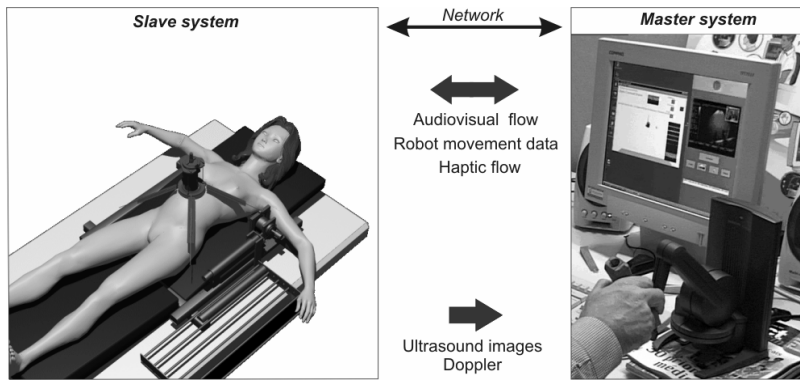 Slave system
Network
Master system
Audiovisual flow
Robot movement data
Haptic flow
Ultrasound images
Doppler